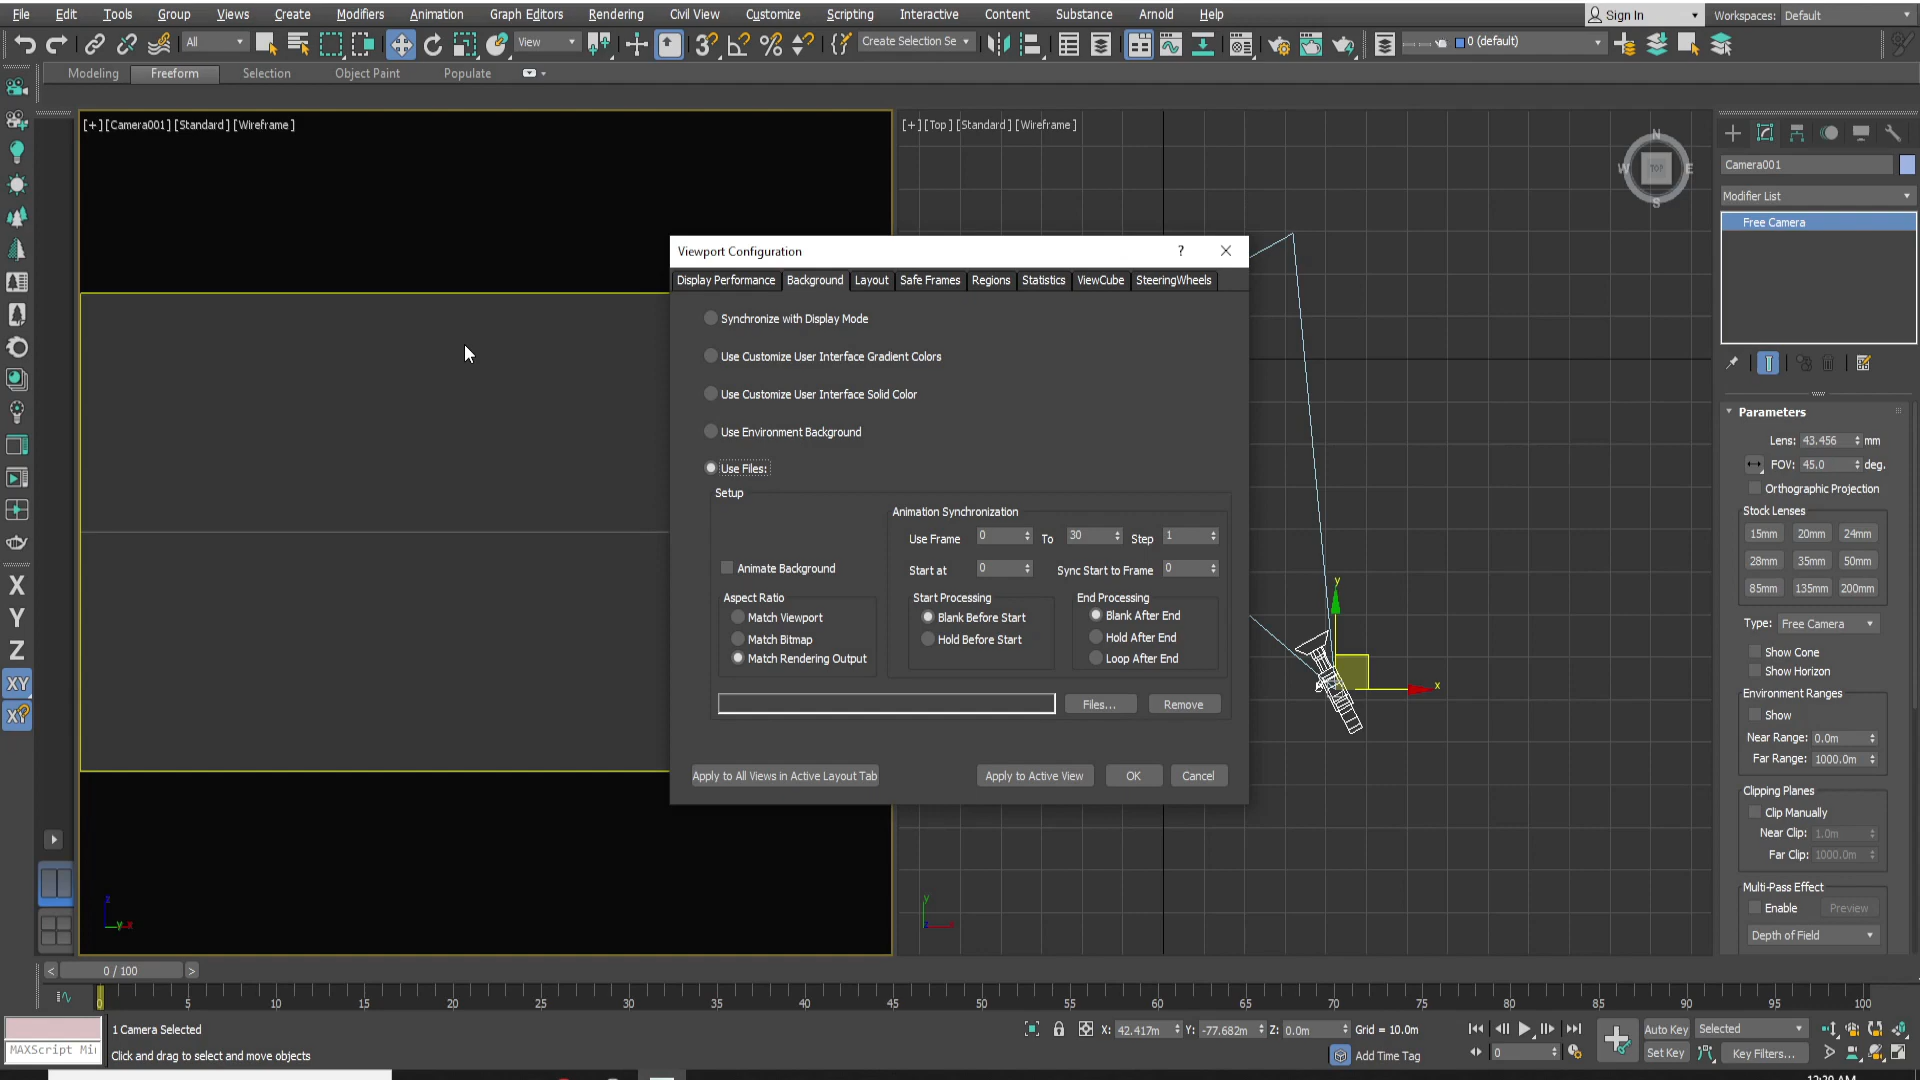 File Edit Tools Group Views Create Modifiers Animation Graph Editors Rendering Civil View Customize Scripting Interactive Content Substance Arnold Help Sign In Workspaces: Default
All View Create Selection Se 0 (default)
Modeling Freeform Selection Object Paint Populate
[+] [Camera001] [Standard] [Wireframe]
[+] [Top] [Standard] [Wireframe]
N
W TOP E
S
Camera001
Modifier List
Free Camera
Viewport Configuration ?
Display Performance Background Layout Safe Frames Regions Statistics ViewCube SteeringWheels
Synchronize with Display Mode
Use Customize User Interface Gradient Colors
Use Customize User Interface Solid Color
Use Environment Background
Use Files:
Setup
Animation Synchronization
Use Frame 0 To 30 Step 1
Animate Background
Start at 0 Sync Start to Frame 0
Aspect Ratio
Match Viewport
Match Bitmap
Match Rendering Output
Start Processing
Blank Before Start
Hold Before Start
End Processing
Blank After End
Hold After End
Loop After End
Files... Remove
Apply to All Views in Active Layout Tab Apply to Active View OK Cancel
Parameters
Lens: 43.456 mm
FOV: 45.0 deg.
Orthographic Projection
Stock Lenses
15mm 20mm 24mm
28mm 35mm 50mm
85mm 135mm 200mm
Type: Free Camera
Show Cone
Show Horizon
Environment Ranges
Show
Near Range: 0.0m
Far Range: 1000.0m
Clipping Planes
Clip Manually
Near Clip: 1.0m
Far Clip: 1000.0m
Multi-Pass Effect
Enable Preview
Depth of Field
y
x
X
Y
Z
XY
XY
z
y x
y
< 0 / 100 >
0 5 10 15 20 25 30 35 40 45 50 55 60 65 70 75 80 85 90 95 100
1 Camera Selected
X: 42.417m Y: -77.682m Z: 0.0m Grid = 10.0m
Auto Key Selected
MAXScript Mi
Click and drag to select and move objects
Add Time Tag
0
Set Key Key Filters...